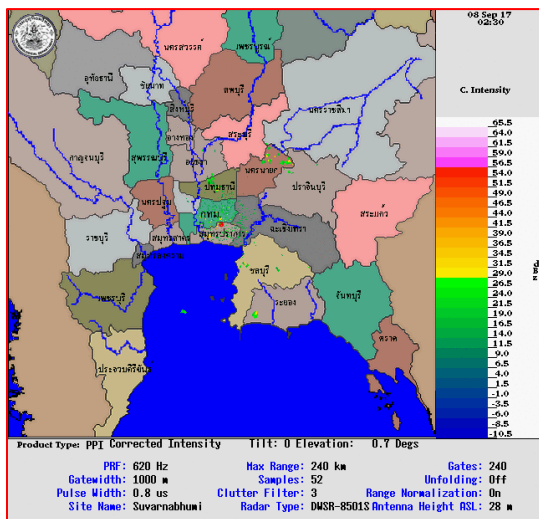 08 Sep 17
02:30
C. Intensity
นครสวรรค์
เพชรบูรณ์
อุทัยธานี
ชัยนาท
ลพบุรี
สิงหบุรี
นครราชสีมา
อ่างทอง
สระบุรี
กาญจนบุรี
สุพรรณบุรี
อยุธยา
นครนายก
ปราจีนบุรี
ปทุมธานี
นครปฐม
กทม.
สระแก้ว
ราชบุรี
สมุทรสาคร
สมุทรปราการ
ฉะเชิงเทรา
สมุทรสงคราม
ชลบุรี
เพชรบุรี
ระยอง
จันทบุรี
ตราด
ประจวบคีรีขันธ์
65.5
64.0
61.5
59.0
56.5
54.0
51.5
49.0
46.5
44.0
41.5
39.0
36.5
34.0
31.5
29.0
26.5
24.0
21.5
19.0
16.5
14.0
11.5
9.0
6.5
4.0
1.5
-1.0
-3.5
-6.0
-8.5
-10.5
Product Type: PPI Corrected Intensity Tilt: 0 Elevation: 0.7 Degs
PRF: 620 Hz Max Range: 240 km Gates: 240
Gatewidth: 1000 m Samples: 52 Unfolding: Off
Pulse Width: 0.8 us Clutter Filter: 3 Range Normalization: On
Site Name: Suvarnabhumi Radar Type: DWSR-8501S Antenna Height ASL: 28 m